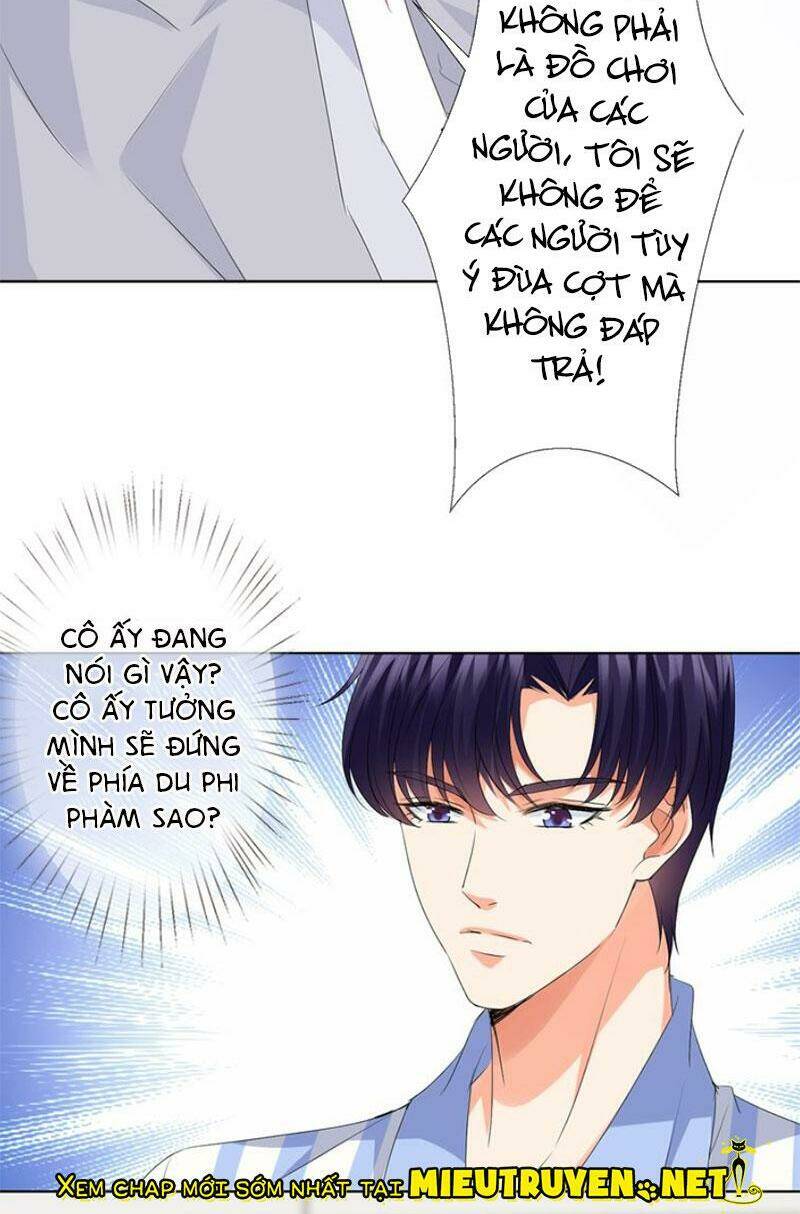 KHÔNG PHẢI
LÀ ĐỒ CHƠI
CỦA CÁC
NGƯỜI, TÔI SẼ
KHÔNG ĐỂ
CÁC NGƯỜI TÙY
Ý ĐÙA CỢT MÀ
KHÔNG ĐÁP
TRẢ!
CÔ ẤY ĐANG
NÓI GÌ VẬY?
CÔ ẤY TƯỞNG
MÌNH SẼ ĐỨNG
VỀ PHÍA DU PHI
PHÀM SAO?
XEM CHAP MỚI SỚM NHẤT TẠI MIEUTRUYEN.NET